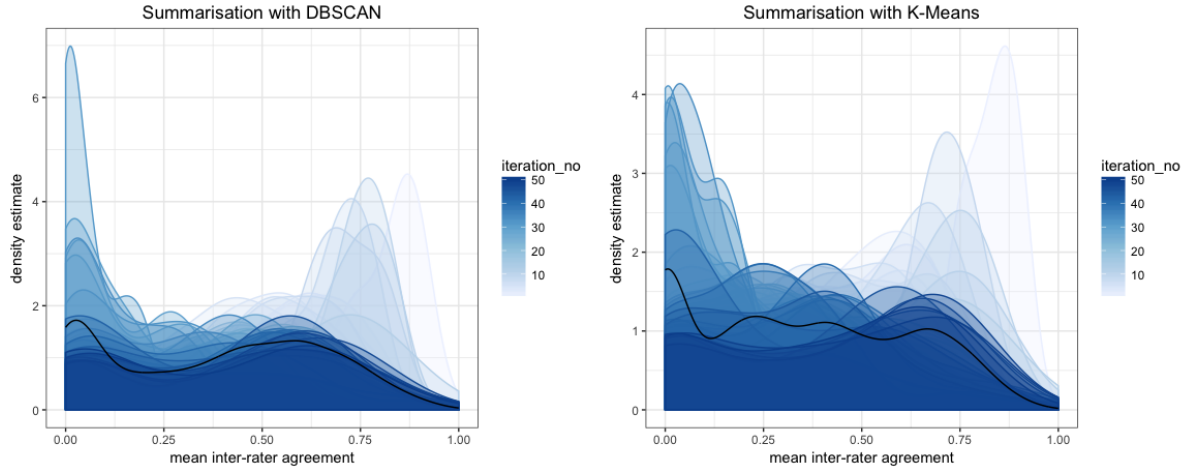 Summarisation with DBSCAN
density estimate
6
4
2
0
0.00 0.25 0.50 0.75 1.00
mean inter-rater agreement
iteration_no
50
40
30
20
10
Summarisation with K-Means
density estimate
4
3
2
1
0
0.00 0.25 0.50 0.75 1.00
mean inter-rater agreement
iteration_no
50
40
30
20
10